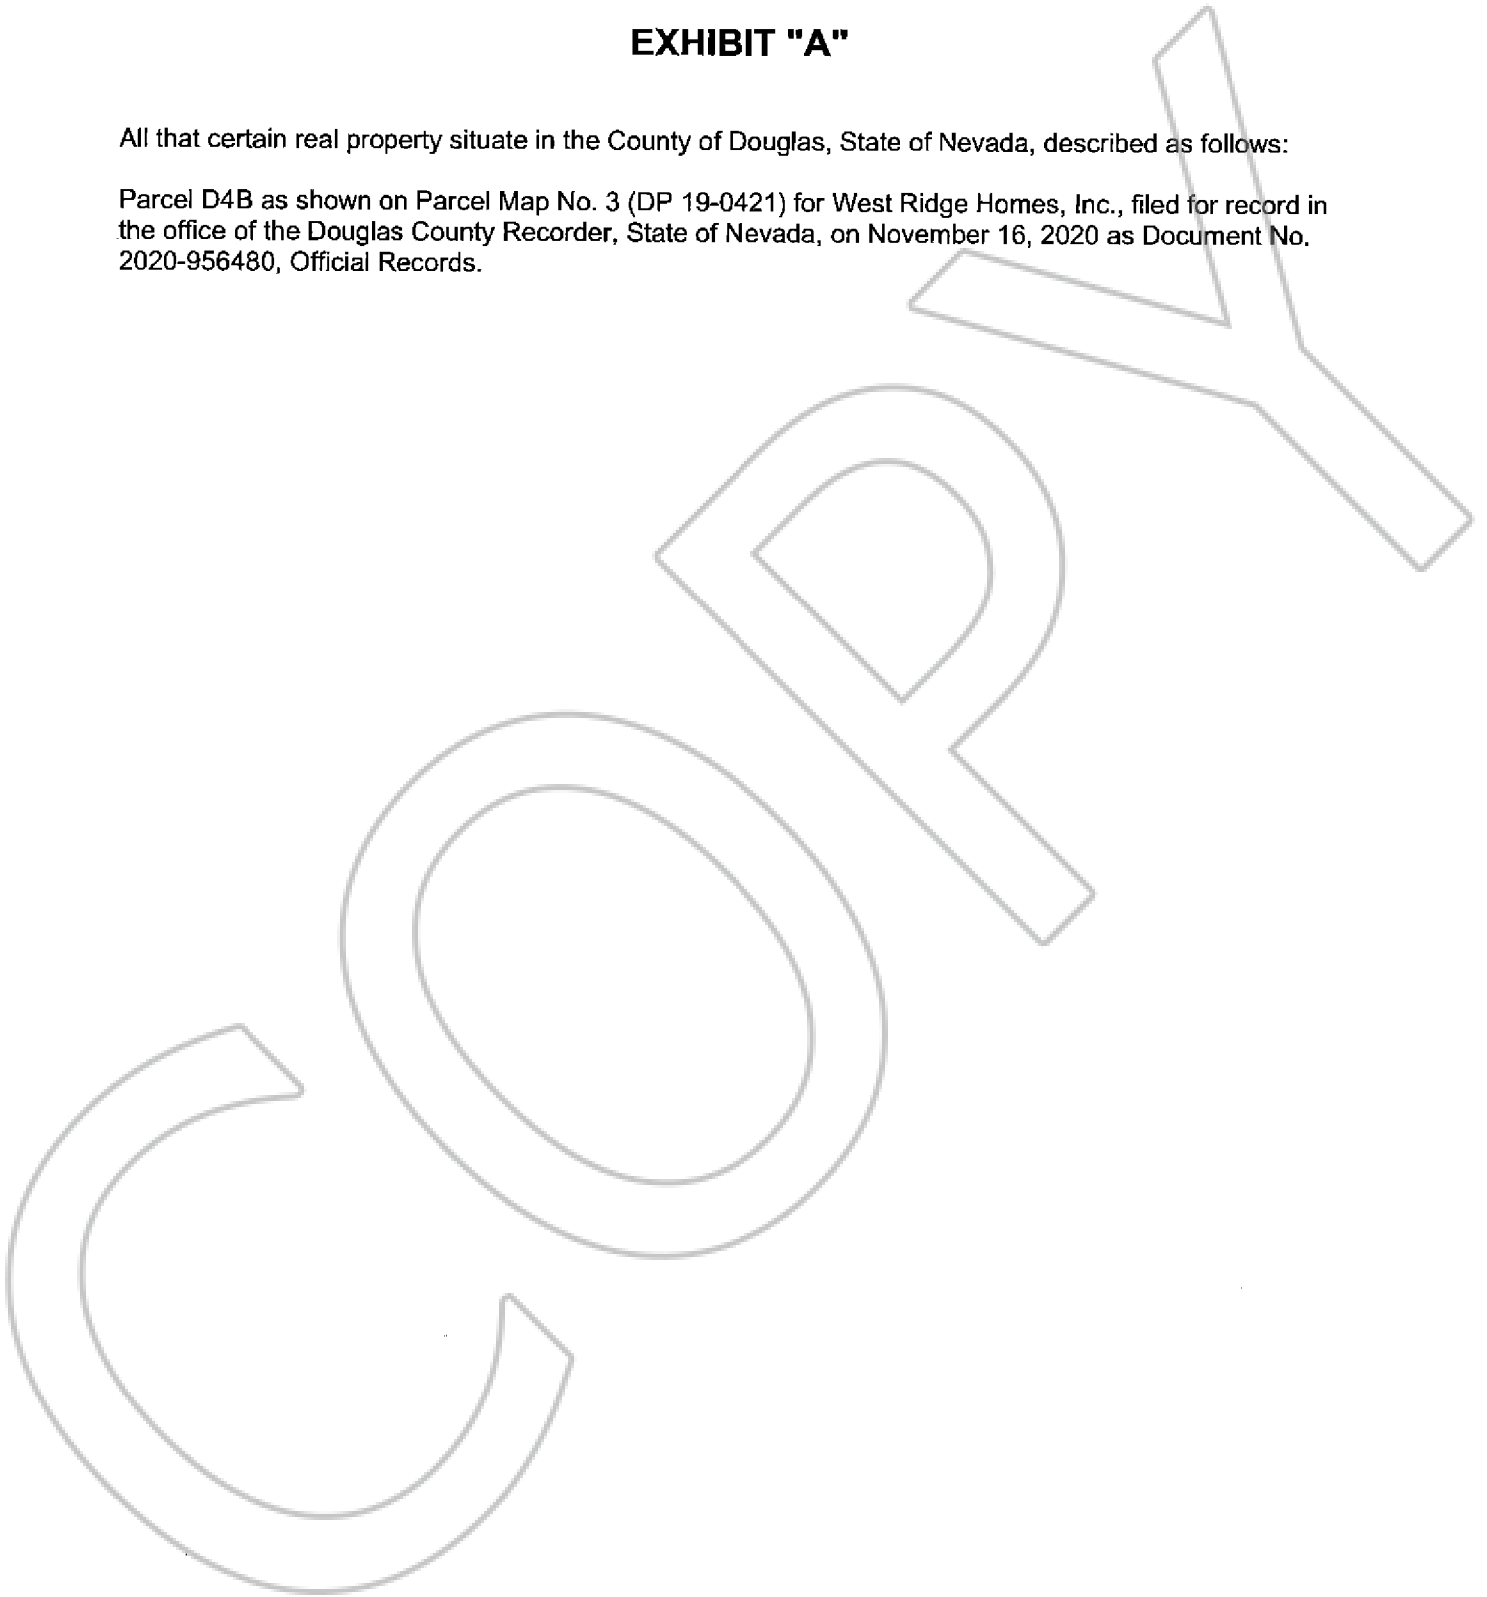 EXHIBIT "A"
All that certain real property situate in the County of Douglas, State of Nevada, described as follows:
Parcel D4B as shown on Parcel Map No. 3 (DP 19-0421) for West Ridge Homes, Inc., filed for record in
the office of the Douglas County Recorder, State of Nevada, on November 16, 2020 as Document No.
2020-956480, Official Records.
COPY